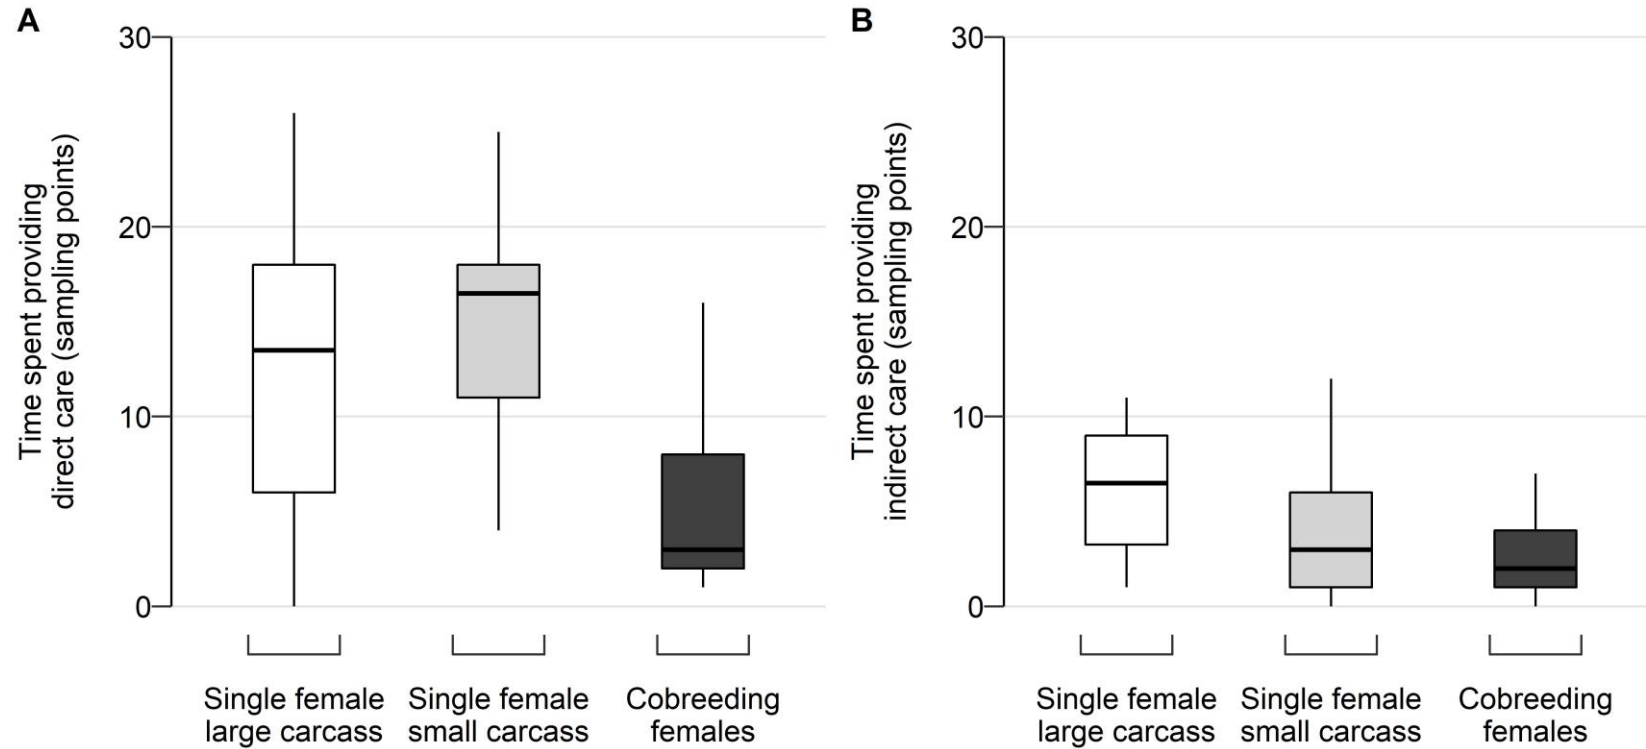 A
30
20
10
0
Time spent providing
direct care (sampling points)
Single female
large carcass
Single female
small carcass
Cobreeding
females
B
30
20
10
0
Time spent providing
indirect care (sampling points)
Single female
large carcass
Single female
small carcass
Cobreeding
females